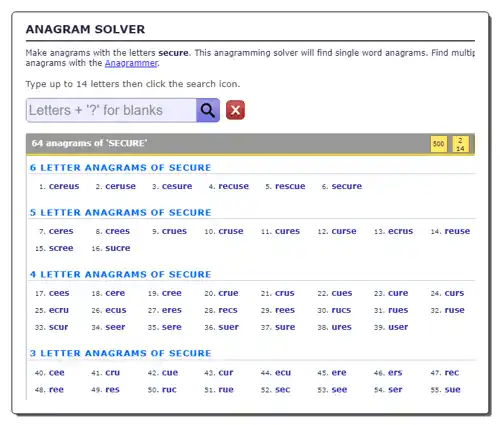 ANAGRAM SOLVER
Make anagrams with the letters secure. This anagramming solver will find single word anagrams. Find
anagrams with the Anagrammer.
Type up to 14 letters then click the search icon.
Letters + '?' for blanks
64 anagrams of 'SECURE' 500 2 14
6 LETTER ANAGRAMS OF SECURE
1. cereus 2. ceruse 3. cesure 4. recuse 5. rescue 6. secure
5 LETTER ANAGRAMS OF SECURE
7. ceres 8. crees 9. crues 10. cruse 11. cures 12. curse 13. ecrus 14. reuse
15. scree 16. sucre
4 LETTER ANAGRAMS OF SECURE
17. cees 18. cere 19. cree 20. crue 21. crus 22. cues 23. cure 24. curs
25. ecru 26. ecus 27. eres 28. recs 29. rees 30. rucs 31. rues 32. ruse
33. scur 34. seer 35. sere 36. suer 37. sure 38. ures 39. user
3 LETTER ANAGRAMS OF SECURE
40. cee 41. cru 42. cue 43. cur 44. ecu 45. ere 46. ers 47. rec
48. ree 49. res 50. ruc 51. rue 52. sec 53. see 54. ser 55. sue